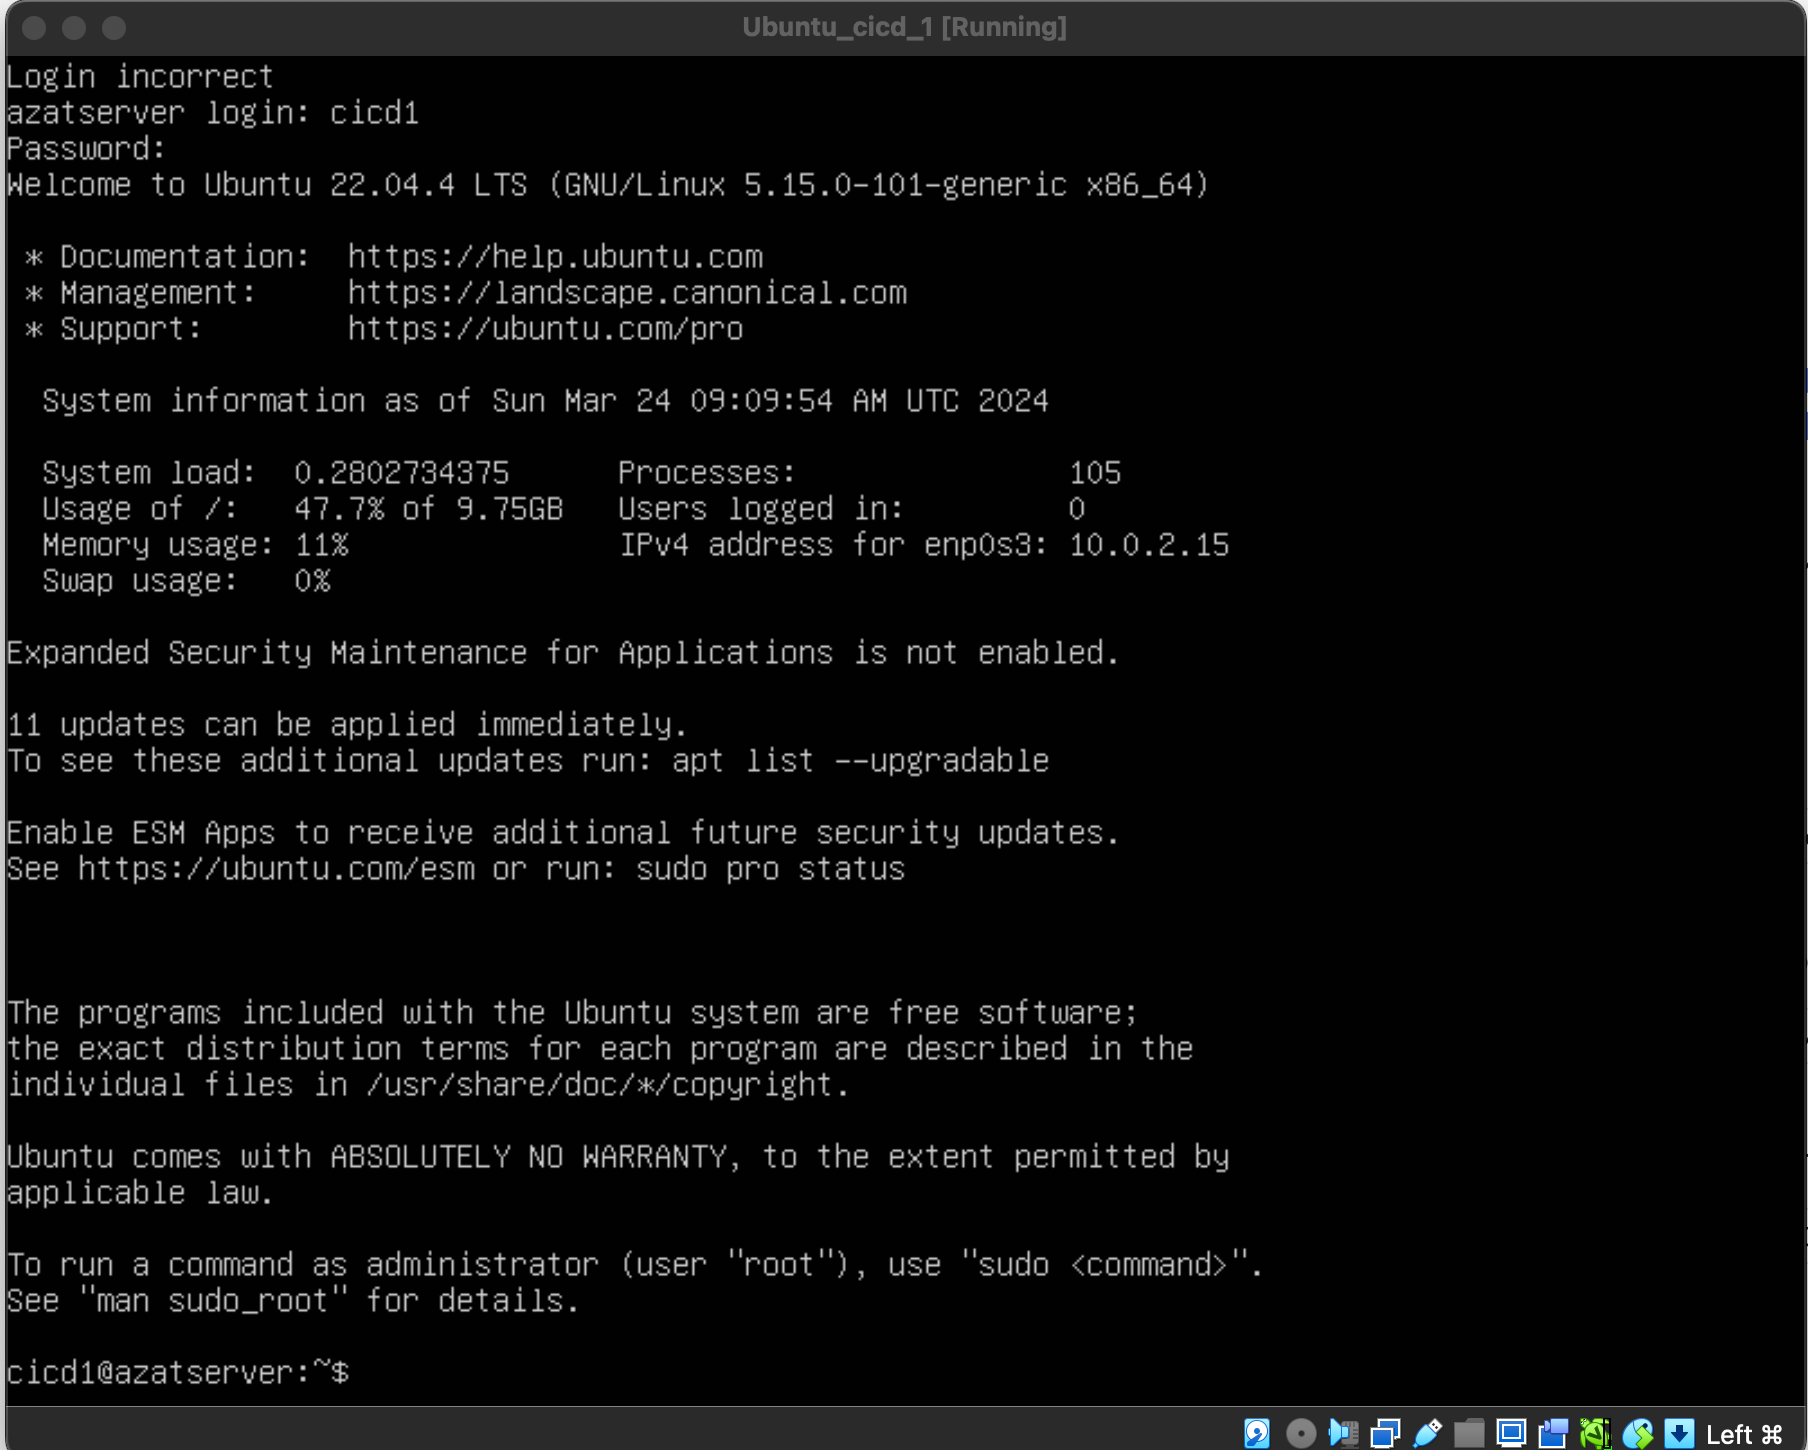 Ubuntu_cicd_1 [Running]
Login incorrect
azatserver login: cicd1
Password:
Welcome to Ubuntu 22.04.4 LTS (GNU/Linux 5.15.0-101-generic x86_64)
* Documentation:  https://help.ubuntu.com
* Management:     https://landscape.canonical.com
* Support:        https://ubuntu.com/pro
System information as of Sun Mar 24 09:09:54 AM UTC 2024
System load:  0.2802734375      Processes:               105
Usage of /:   47.7% of 9.75GB   Users logged in:         0
Memory usage: 11%               IPv4 address for enp0s3: 10.0.2.15
Swap usage:   0%
Expanded Security Maintenance for Applications is not enabled.
11 updates can be applied immediately.
To see these additional updates run: apt list --upgradable
Enable ESM Apps to receive additional future security updates.
See https://ubuntu.com/esm or run: sudo pro status
The programs included with the Ubuntu system are free software;
the exact distribution terms for each program are described in the
individual files in /usr/share/doc/*/copyright.
Ubuntu comes with ABSOLUTELY NO WARRANTY, to the extent permitted by
applicable law.
To run a command as administrator (user "root"), use "sudo <command>".
See "man sudo_root" for details.
cicd1@azatserver:~$
Left ⌘